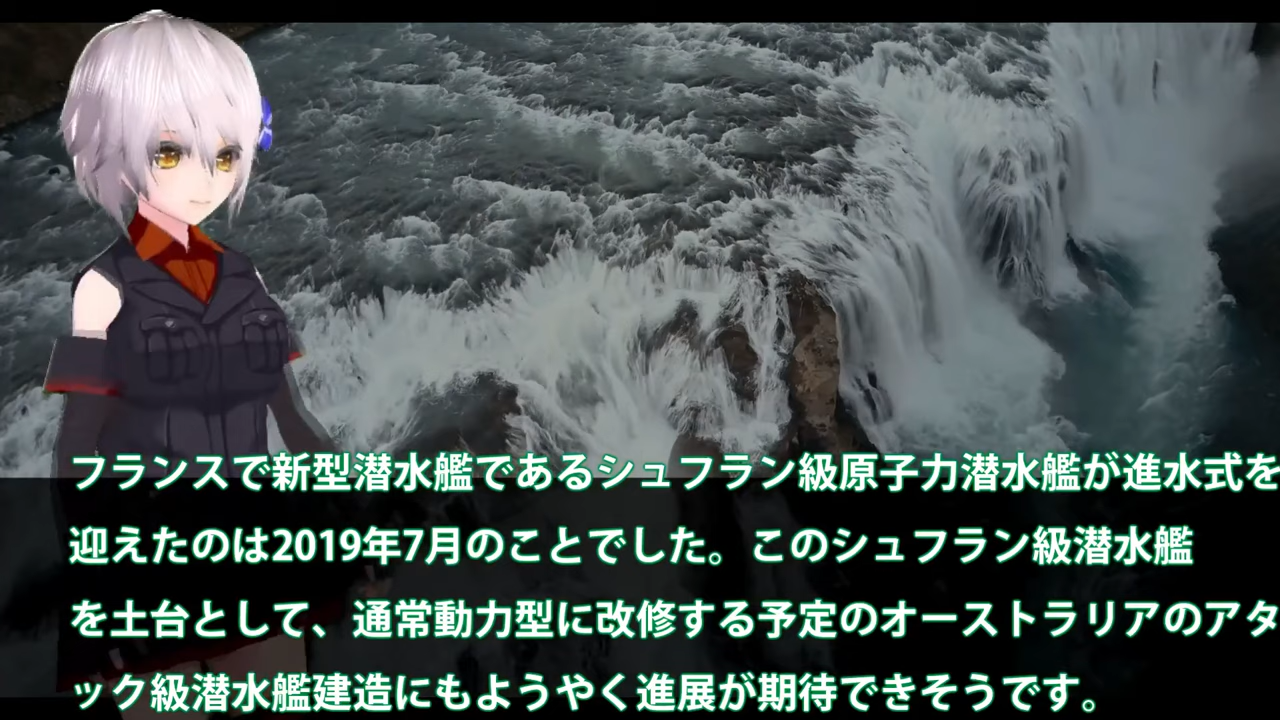 フランスで新型潜水艦であるシュフラン級原子力潜水艦が進水式を
迎えたのは2019年7月のことでした。このシュフラン級潜水艦
を土台として、通常動力型に改修する予定のオーストラリアのアタ
ック級潜水艦建造にもようやく進展が期待できそうです。